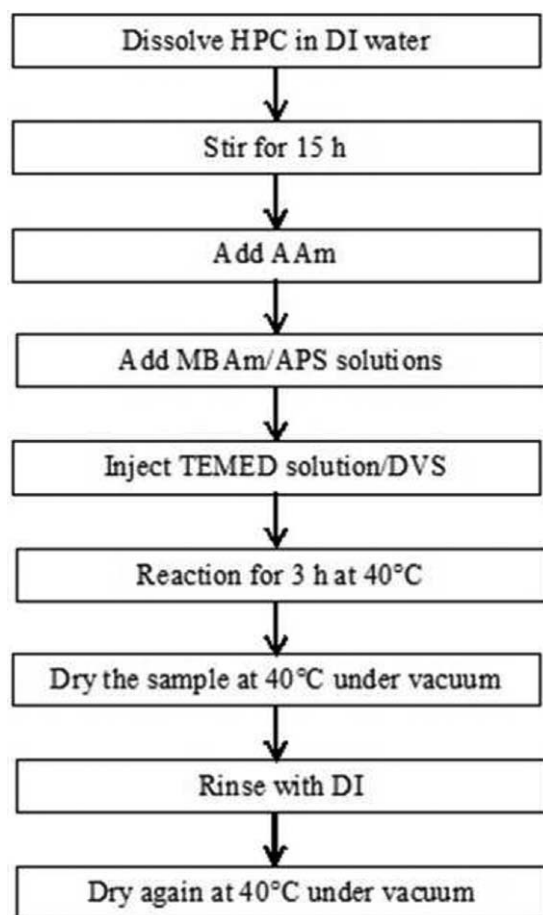 Dissolve HPC in DI water
Stir for 15 h
Add AAm
Add MBAm/APS solutions
Inject TEMED solution/DVS
Reaction for 3 h at 40°C
Dry the sample at 40°C under vacuum
Rinse with DI
Dry again at 40°C under vacuum